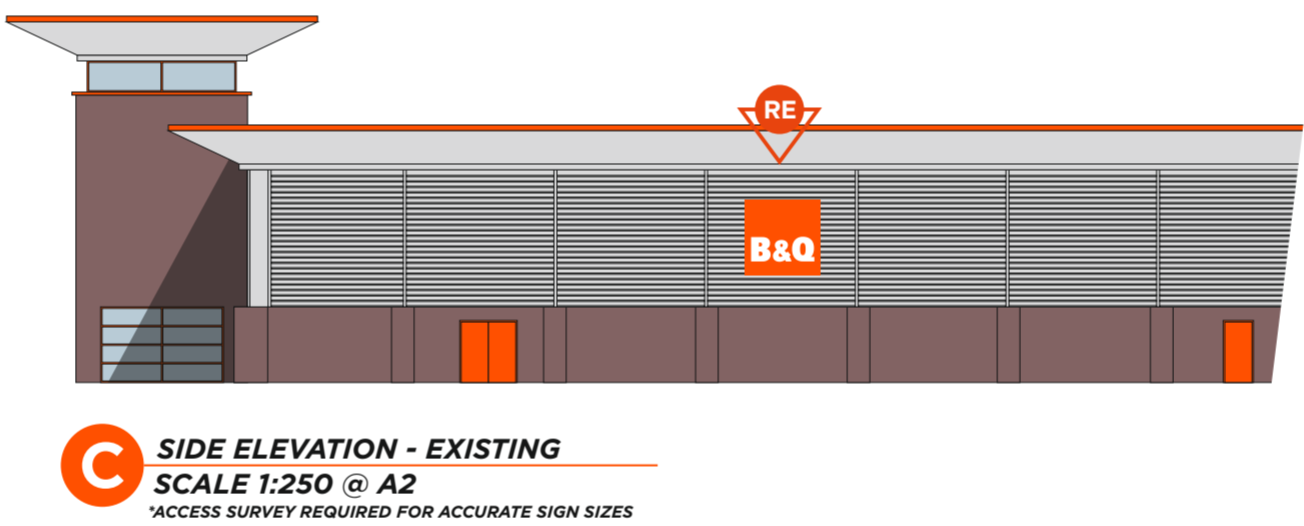 RE
B&Q
C
SIDE ELEVATION - EXISTING
SCALE 1:250 @ A2
*ACCESS SURVEY REQUIRED FOR ACCURATE SIGN SIZES